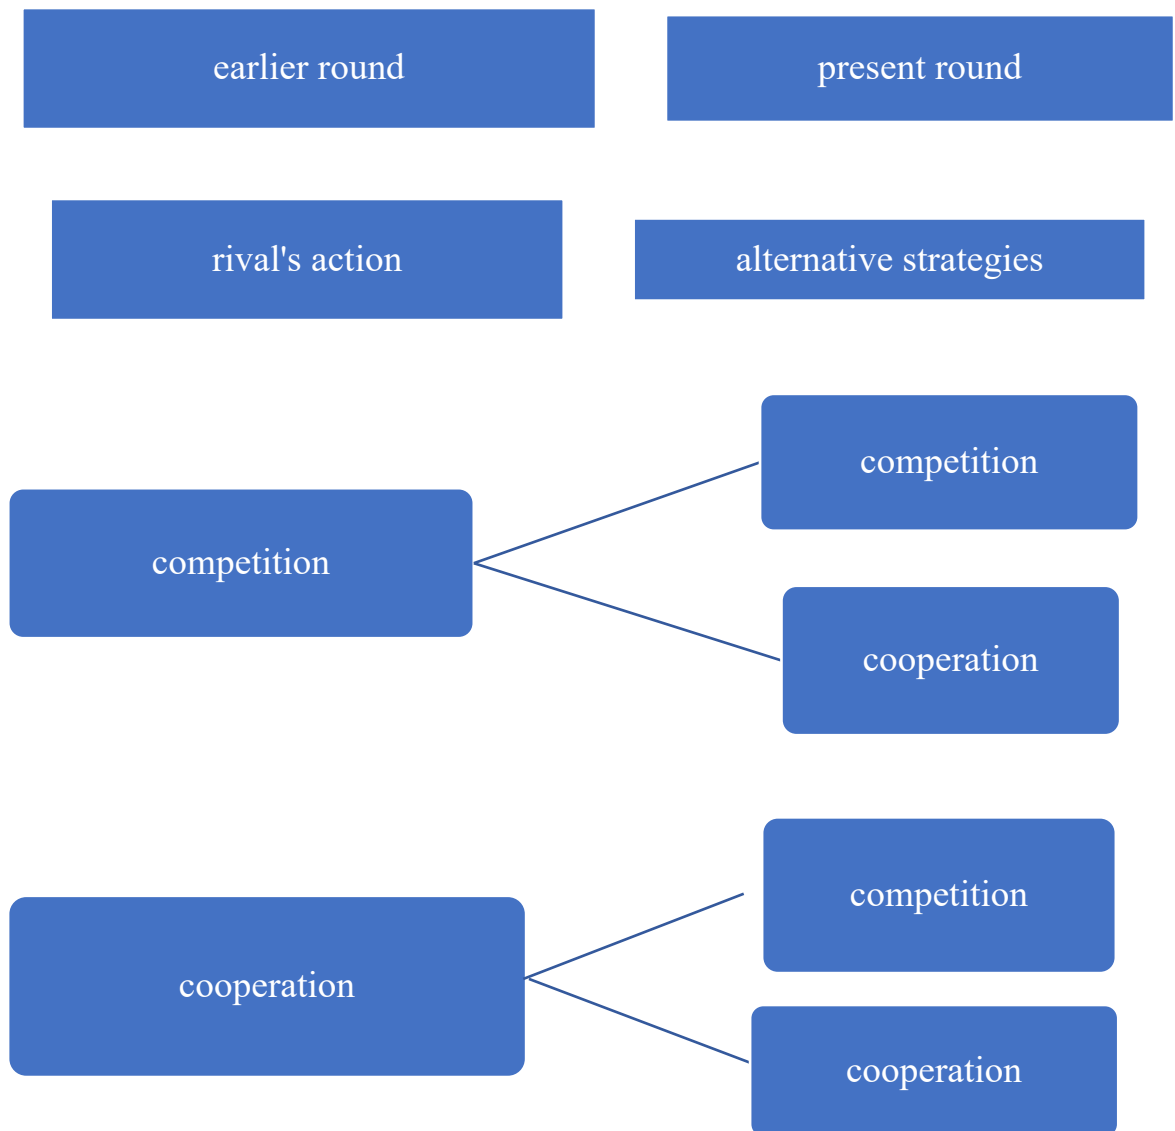 earlier round
present round
rival's action
alternative strategies
competition
competition
cooperation
cooperation
competition
cooperation